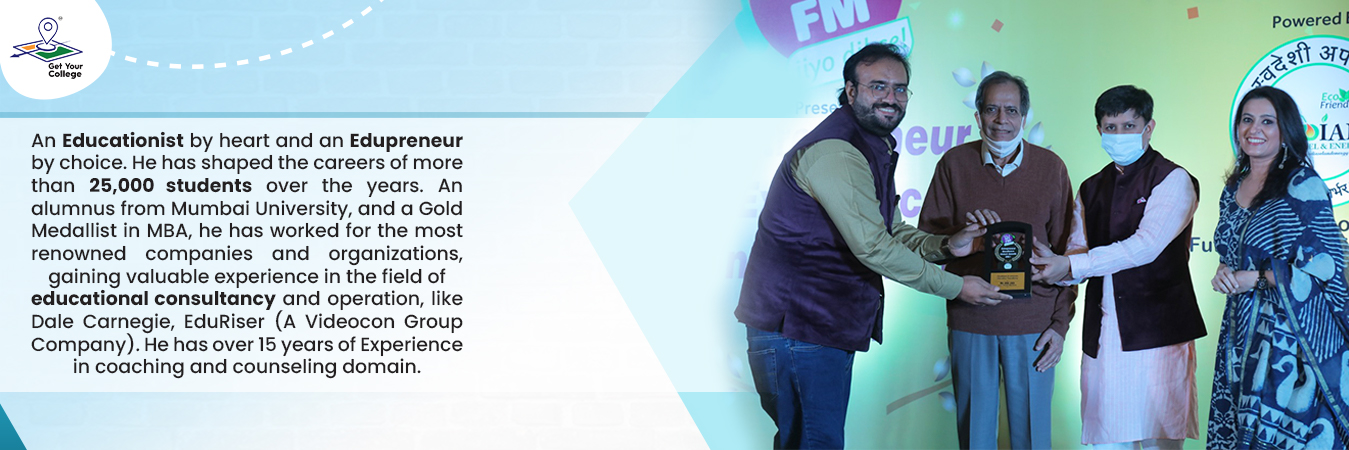 Get Your
College
An Educationist by heart and an Edupreneur
by choice. He has shaped the careers of more
than 25,000 students over the years. An
alumnus from Mumbai University, and a Gold
Medallist in MBA, he has worked for the most
renowned companies and organizations,
gaining valuable experience in the field of
educational consultancy and operation, like
Dale Carnegie, EduRiser (A Videocon Group
Company). He has over 15 years of Experience
in coaching and counseling domain.
FM
jiyo dil se!
Powered
स्वदेशी
Eco
Friend